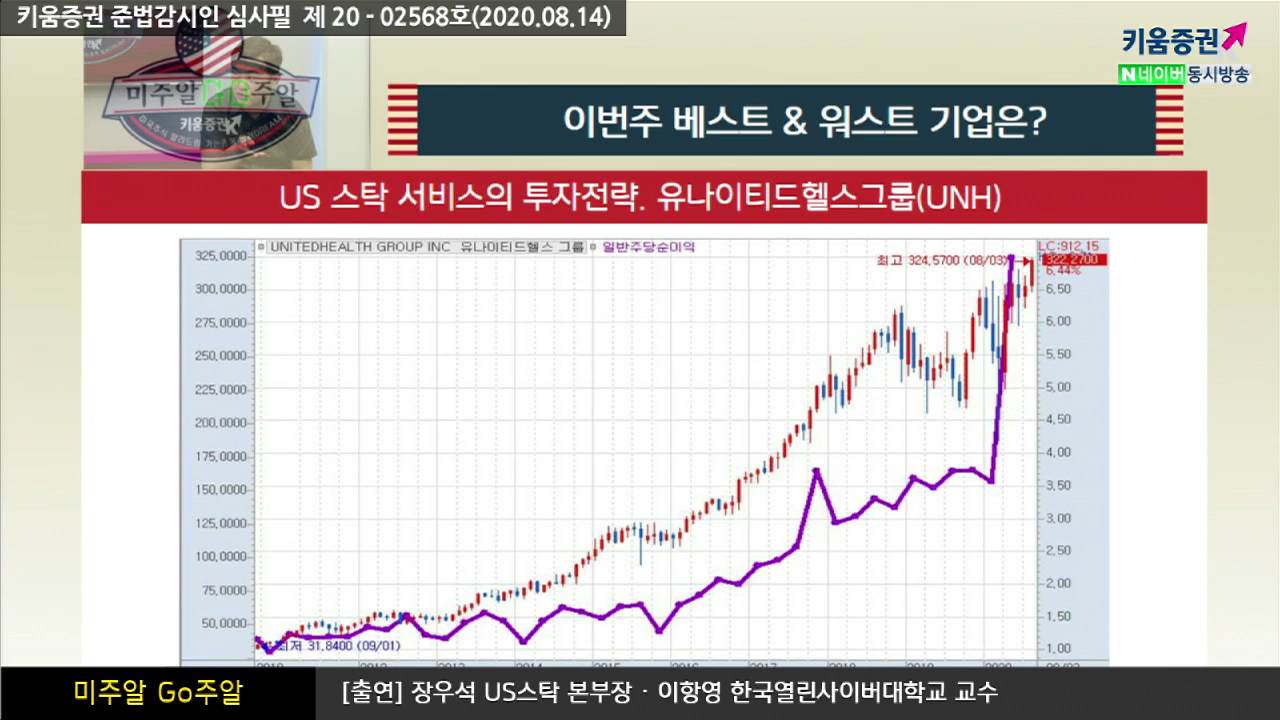 키움증권 준법감시인 심사필 제 20 - 02568호(2020.08.14)
키움증권
N 네이버 동시방송
미주알 GO주알
키움증권
이번주 베스트 & 워스트 기업은?
US 스탁 서비스의 투자전략. 유나이티드헬스그룹(UNH)
UNITEDHEALTH GROUP INC 유나이티드헬스 그룹 일반주당순이익
LC:912.15
최고 324,5700 (08/03)
322,2700
6.44%
325,0000
300,0000
275,0000
250,0000
225,0000
200,0000
175,0000
150,0000
125,0000
100,0000
75,0000
50,0000
6,50
6,00
5,50
5,00
4,50
4,00
3,50
3,00
2,50
2,00
1,50
1,00
최저 31,8400 (09/01)
2012 2013 2014 2015 2016 2017 2018 2019 2020
미주알 Go주알
[출연] 장우석 US스탁 본부장 · 이항영 한국열린사이버대학교 교수